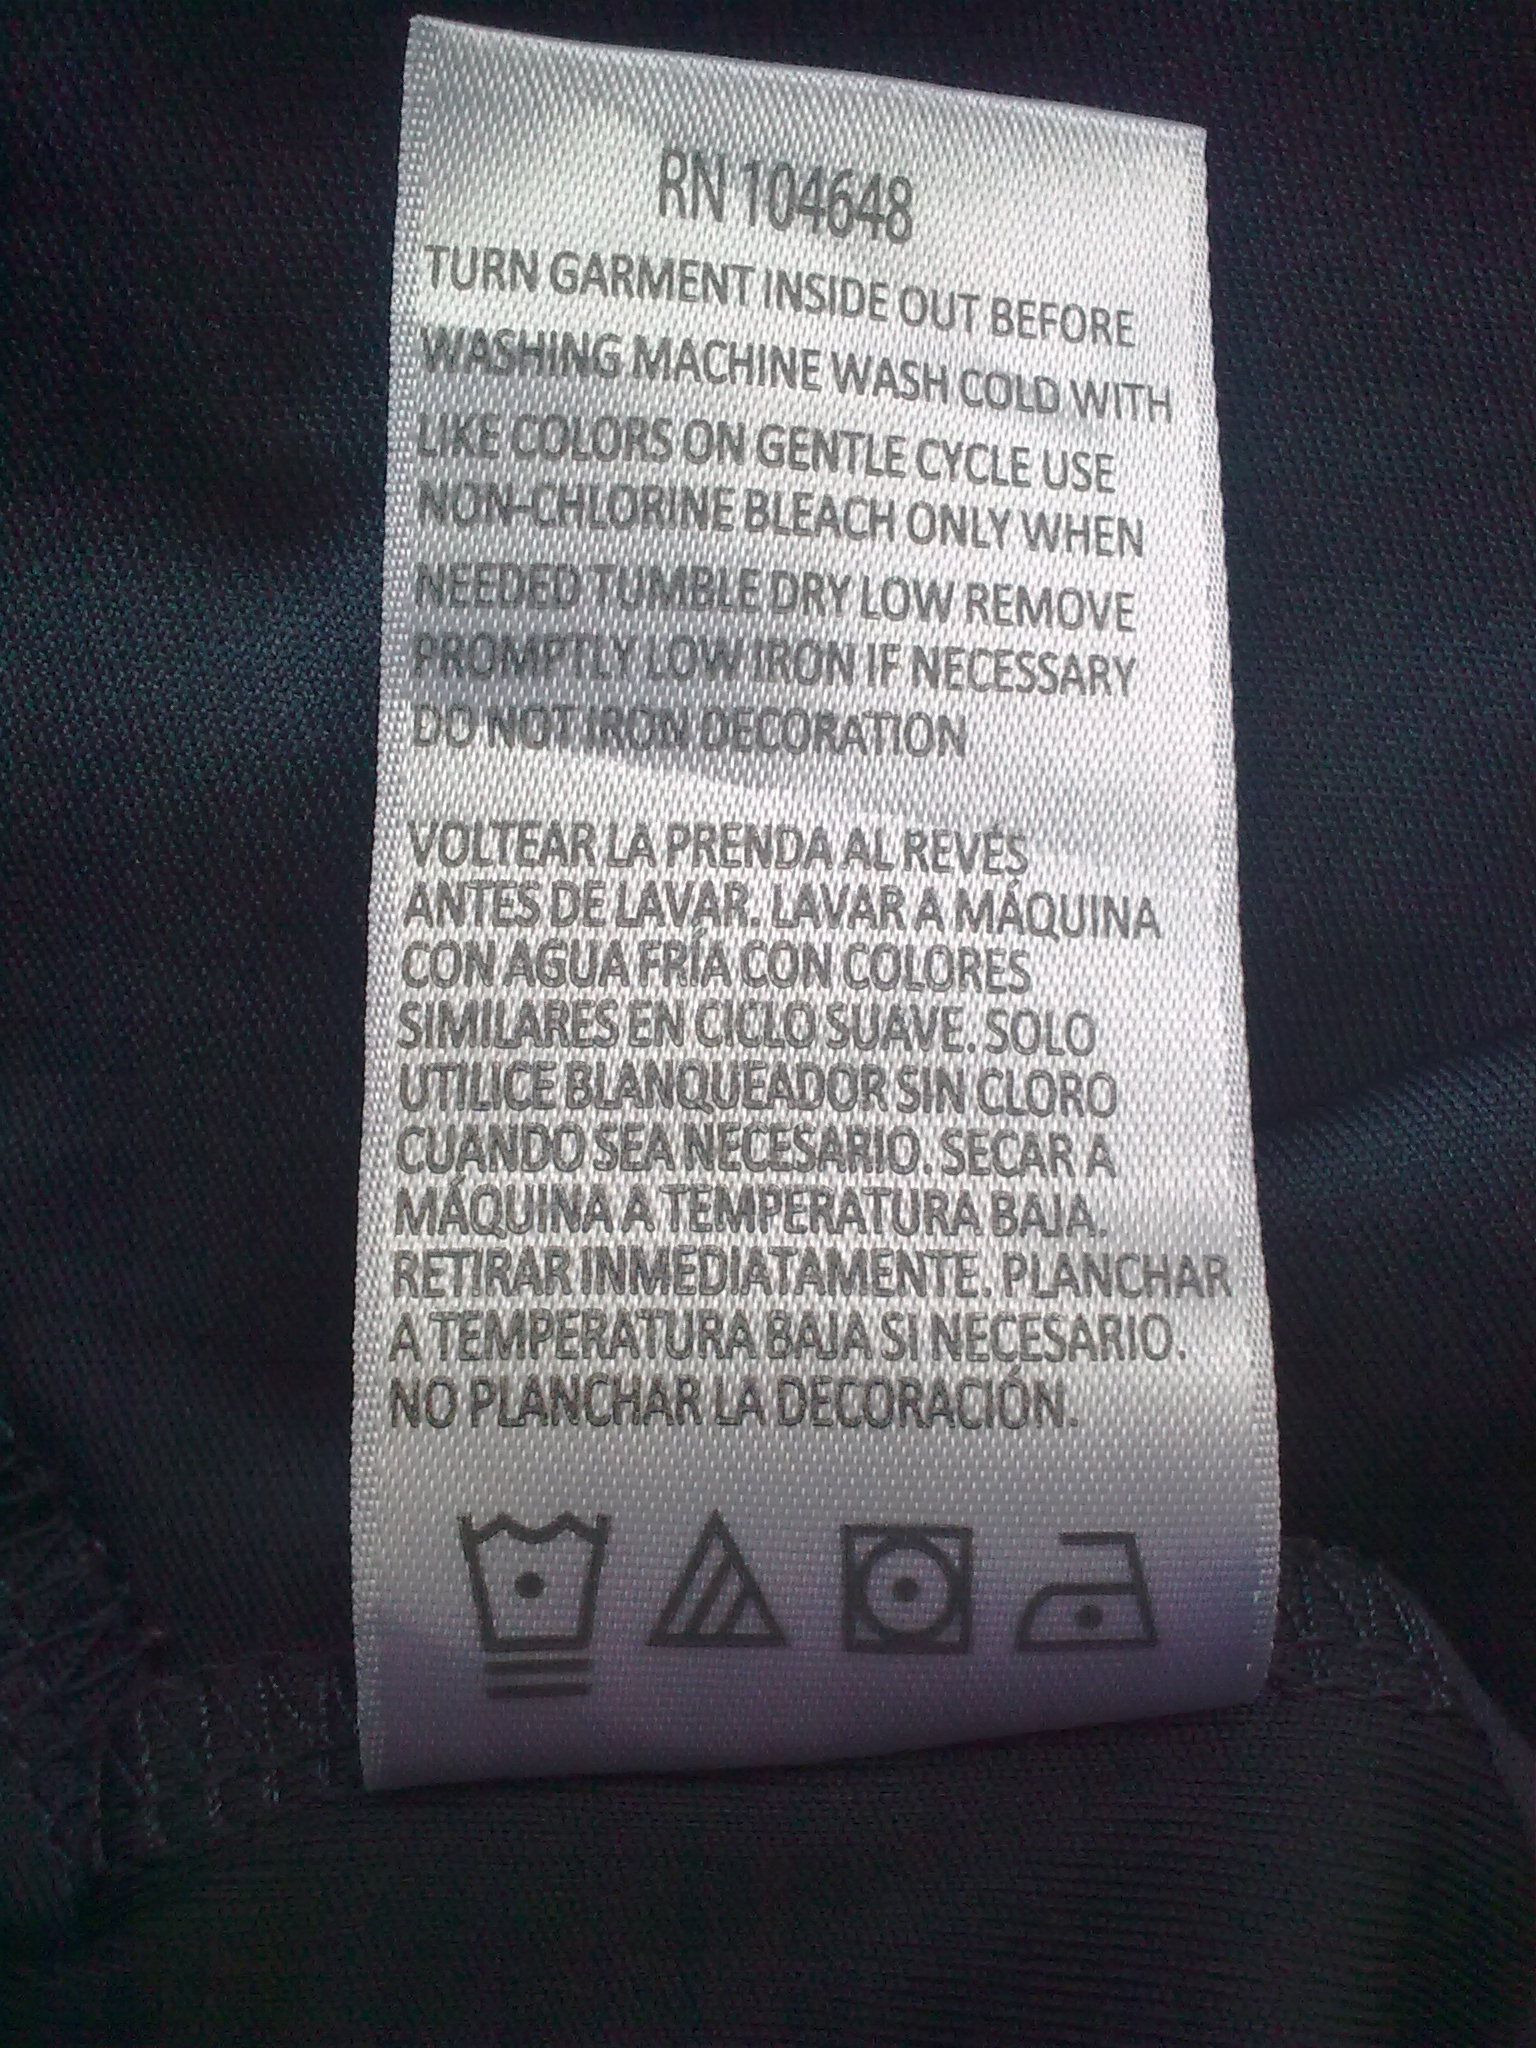 RN 104648
TURN GARMENT INSIDE OUT BEFORE
WASHING MACHINE WASH COLD WITH
LIKE COLORS ON GENTLE CYCLE USE
NON-CHLORINE BLEACH ONLY WHEN
NEEDED TUMBLE DRY LOW REMOVE
PROMPTLY LOW IRON IF NECESSARY
DO NOT IRON DECORATION
VOLTEAR LA PRENDA AL REVÉS
ANTES DE LAVAR. LAVAR A MÁQUINA
CON AGUA FRÍA CON COLORES
SIMILARES EN CICLO SUAVE. SOLO
UTILICE BLANQUEADOR SIN CLORO
CUANDO SEA NECESARIO. SECAR A
MÁQUINA A TEMPERATURA BAJA.
RETIRAR INMEDIATAMENTE. PLANCHAR
A TEMPERATURA BAJA SI NECESARIO.
NO PLANCHAR LA DECORACIÓN.